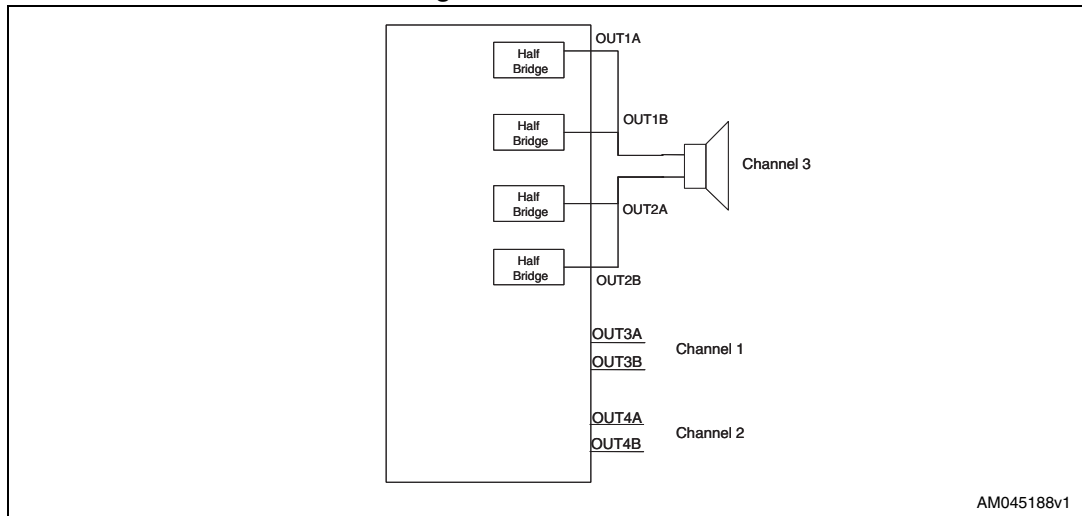 OUT1A
Half
Bridge
OUT1B
Half
Bridge
Channel 3
Half
Bridge
OUT2A
Half
Bridge
OUT2B
OUT3A
Channel 1
OUT3B
OUT4A
Channel 2
OUT4B
AM045188v1